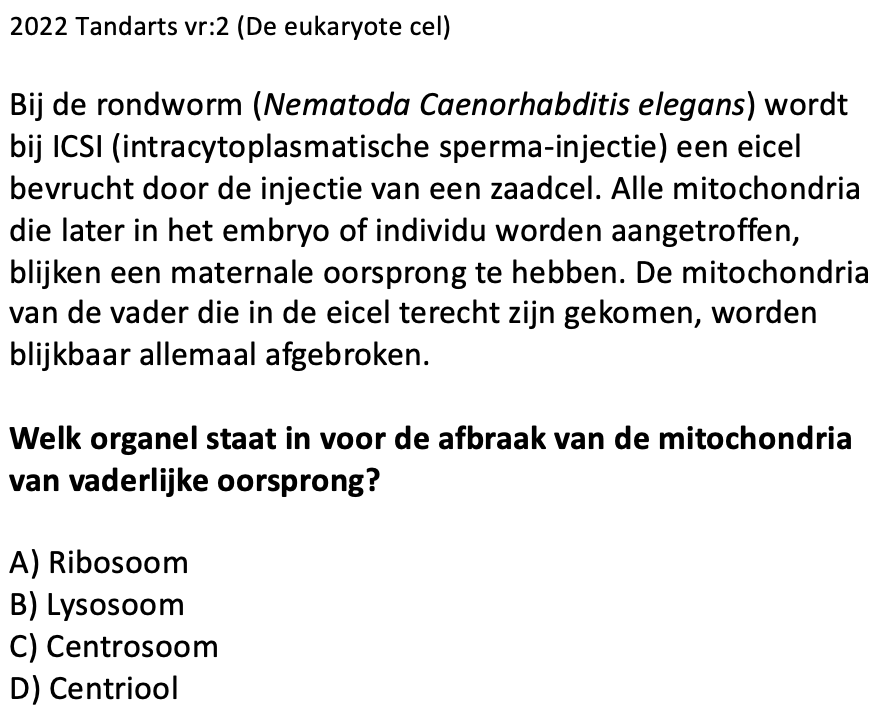 2022 Tandarts vr:2 (De eukaryote cel)
Bij de rondworm (Nematoda Caenorhabditis elegans) wordt
bij ICSI (intracytoplasmatische sperma-injectie) een eicel
bevrucht door de injectie van een zaadcel. Alle mitochondria
die later in het embryo of individu worden aangetroffen,
blijken een maternale oorsprong te hebben. De mitochondria
van de vader die in de eicel terecht zijn gekomen, worden
blijkbaar allemaal afgebroken.
Welk organel staat in voor de afbraak van de mitochondria
van vaderlijke oorsprong?
A) Ribosoom
B) Lysosoom
C) Centrosoom
D) Centriool